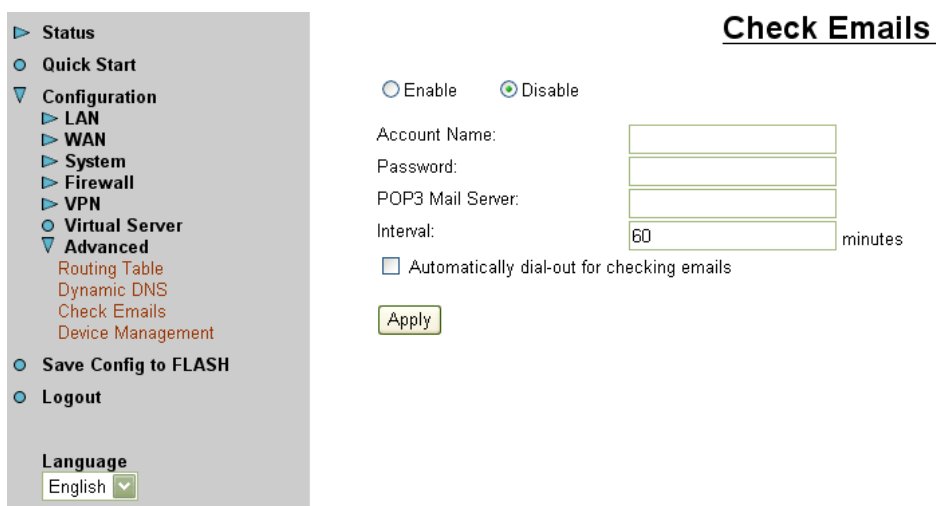 Status
Quick Start
Configuration
LAN
WAN
System
Firewall
VPN
Virtual Server
Advanced
Routing Table
Dynamic DNS
Check Emails
Device Management
Save Config to FLASH
Logout
Language
English
Check Emails
Enable Disable
Account Name:
Password:
POP3 Mail Server:
Interval: 60 minutes
Automatically dial-out for checking emails
Apply